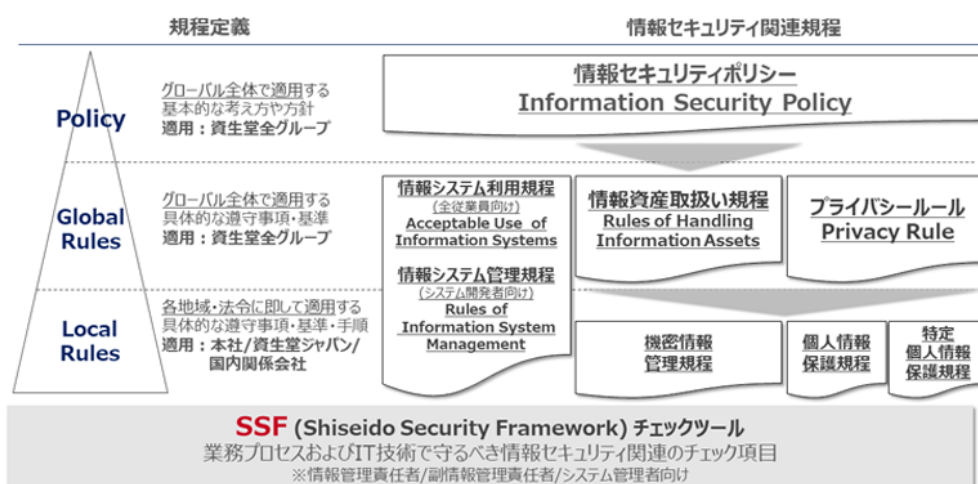 規程定義
情報セキュリティ関連規程
Policy
グローバル全体で適用する
基本的な考え方や方針
適用：資生堂全グループ
情報セキュリティポリシー
Information Security Policy
Global
Rules
グローバル全体で適用する
具体的な遵守事項・基準
適用：資生堂全グループ
情報システム利用規程
(全従業員向け)
Acceptable Use of
Information Systems
情報システム管理規程
(システム開発者向け)
Rules of
Information System
Management
情報資産取扱い規程
Rules of Handling
Information Assets
プライバシールール
Privacy Rule
Local
Rules
各地域・法令に即して適用する
具体的な遵守事項・基準・手順
適用：本社/資生堂ジャパン/
国内関係会社
機密情報
管理規程
個人情報
保護規程
特定
個人情報
保護規程
SSF (Shiseido Security Framework) チェックツール
業務プロセスおよびIT技術で守るべき情報セキュリティ関連のチェック項目
※情報管理責任者/副情報管理責任者/システム管理者向け